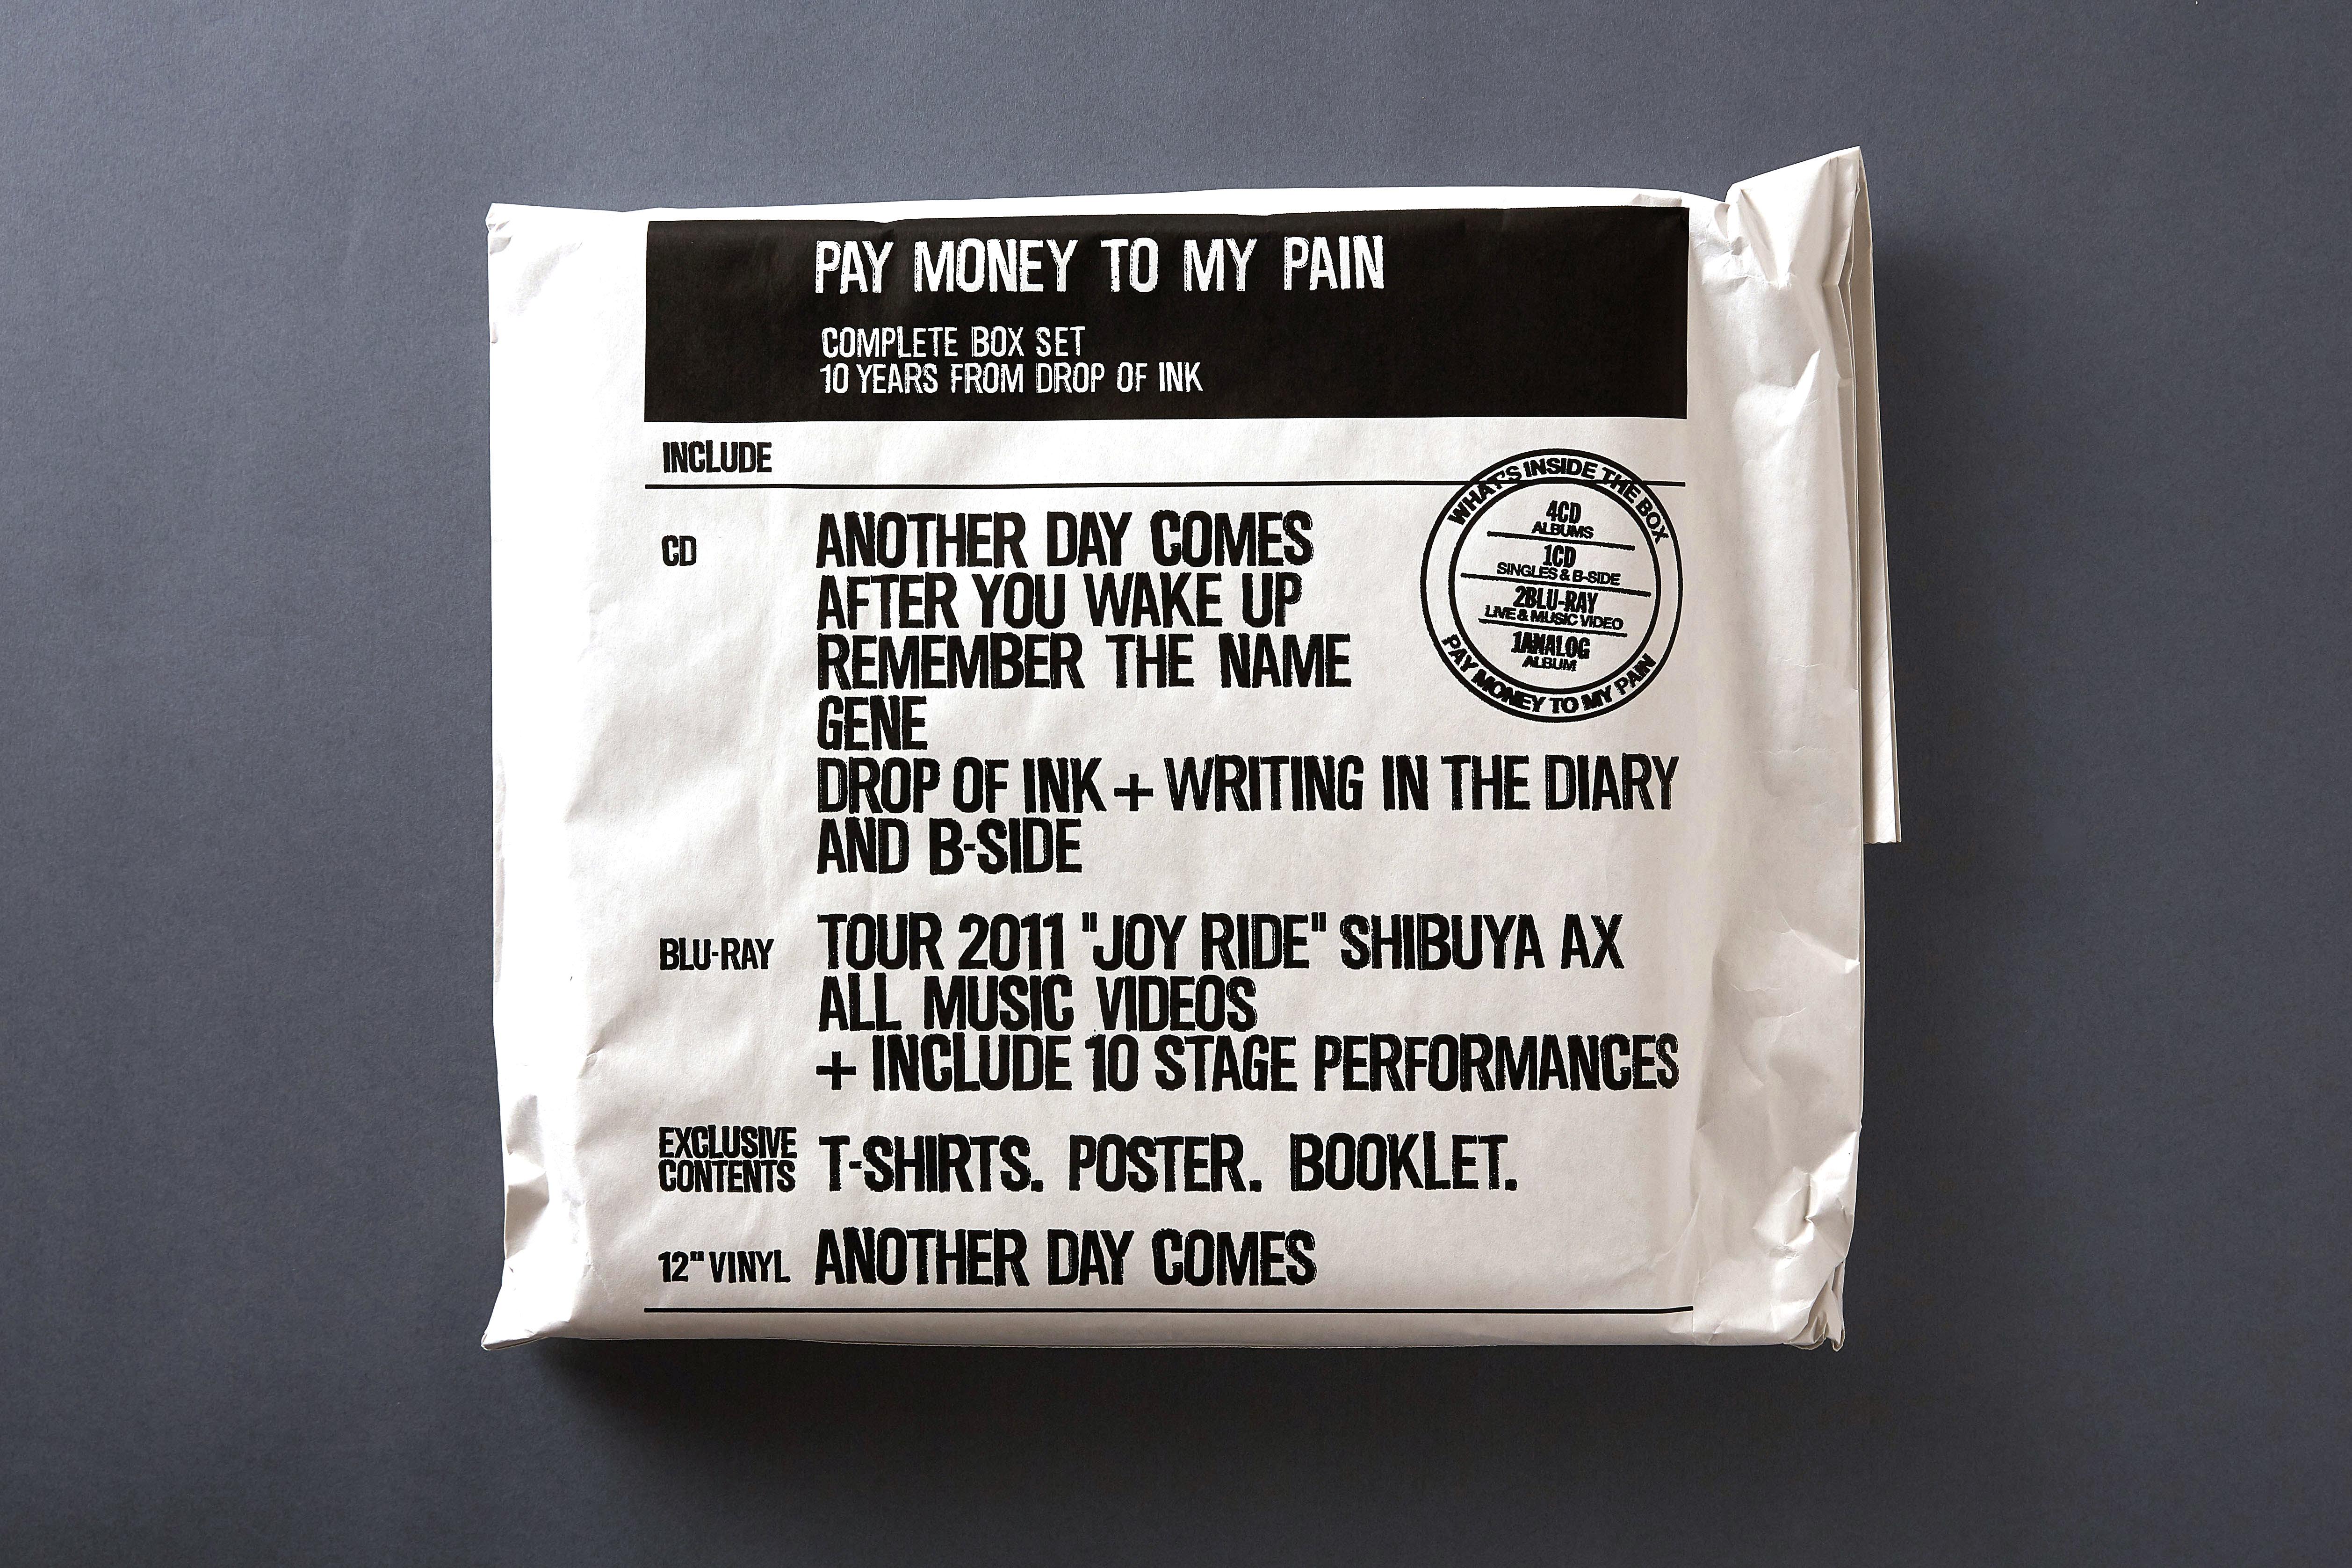 PAY MONEY TO MY PAIN
COMPLETE BOX SET
10 YEARS FROM DROP OF INK
INCLUDE
CD
ANOTHER DAY COMES
AFTER YOU WAKE UP
REMEMBER THE NAME
GENE
DROP OF INK + WRITING IN THE DIARY
AND B-SIDE
WHAT'S INSIDE THE BOX
4CD
ALBUMS
1CD
SINGLES & B-SIDE
2BLU-RAY
LIVE & MUSIC VIDEO
1ANALOG
ALBUM
PAY MONEY TO MY PAIN
BLU-RAY
TOUR 2011 "JOY RIDE" SHIBUYA AX
ALL MUSIC VIDEOS
+ INCLUDE 10 STAGE PERFORMANCES
EXCLUSIVE
CONTENTS
T-SHIRTS. POSTER. BOOKLET.
12" VINYL
ANOTHER DAY COMES